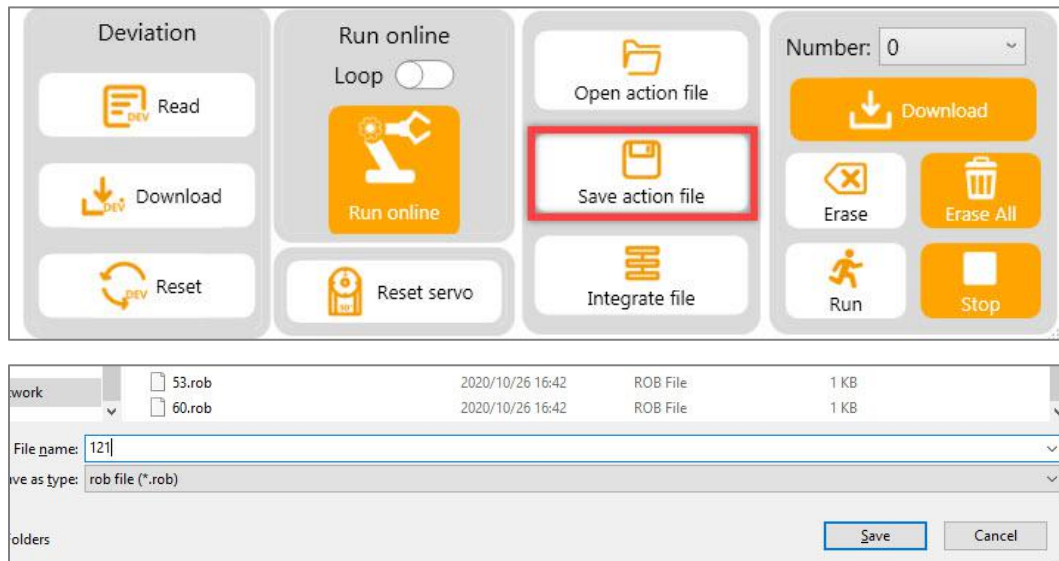 Deviation
DEV
Read
DEV
Download
DEV
Reset
Run online
Loop
Run online
Reset servo
Open action file
Save action file
Integrate file
Number: 0
Download
Erase
Erase All
Run
Stop
53.rob 2020/10/26 16:42 ROB File 1 KB
60.rob 2020/10/26 16:42 ROB File 1 KB
File name: 121
as type: rob file (*.rob)
Save Cancel